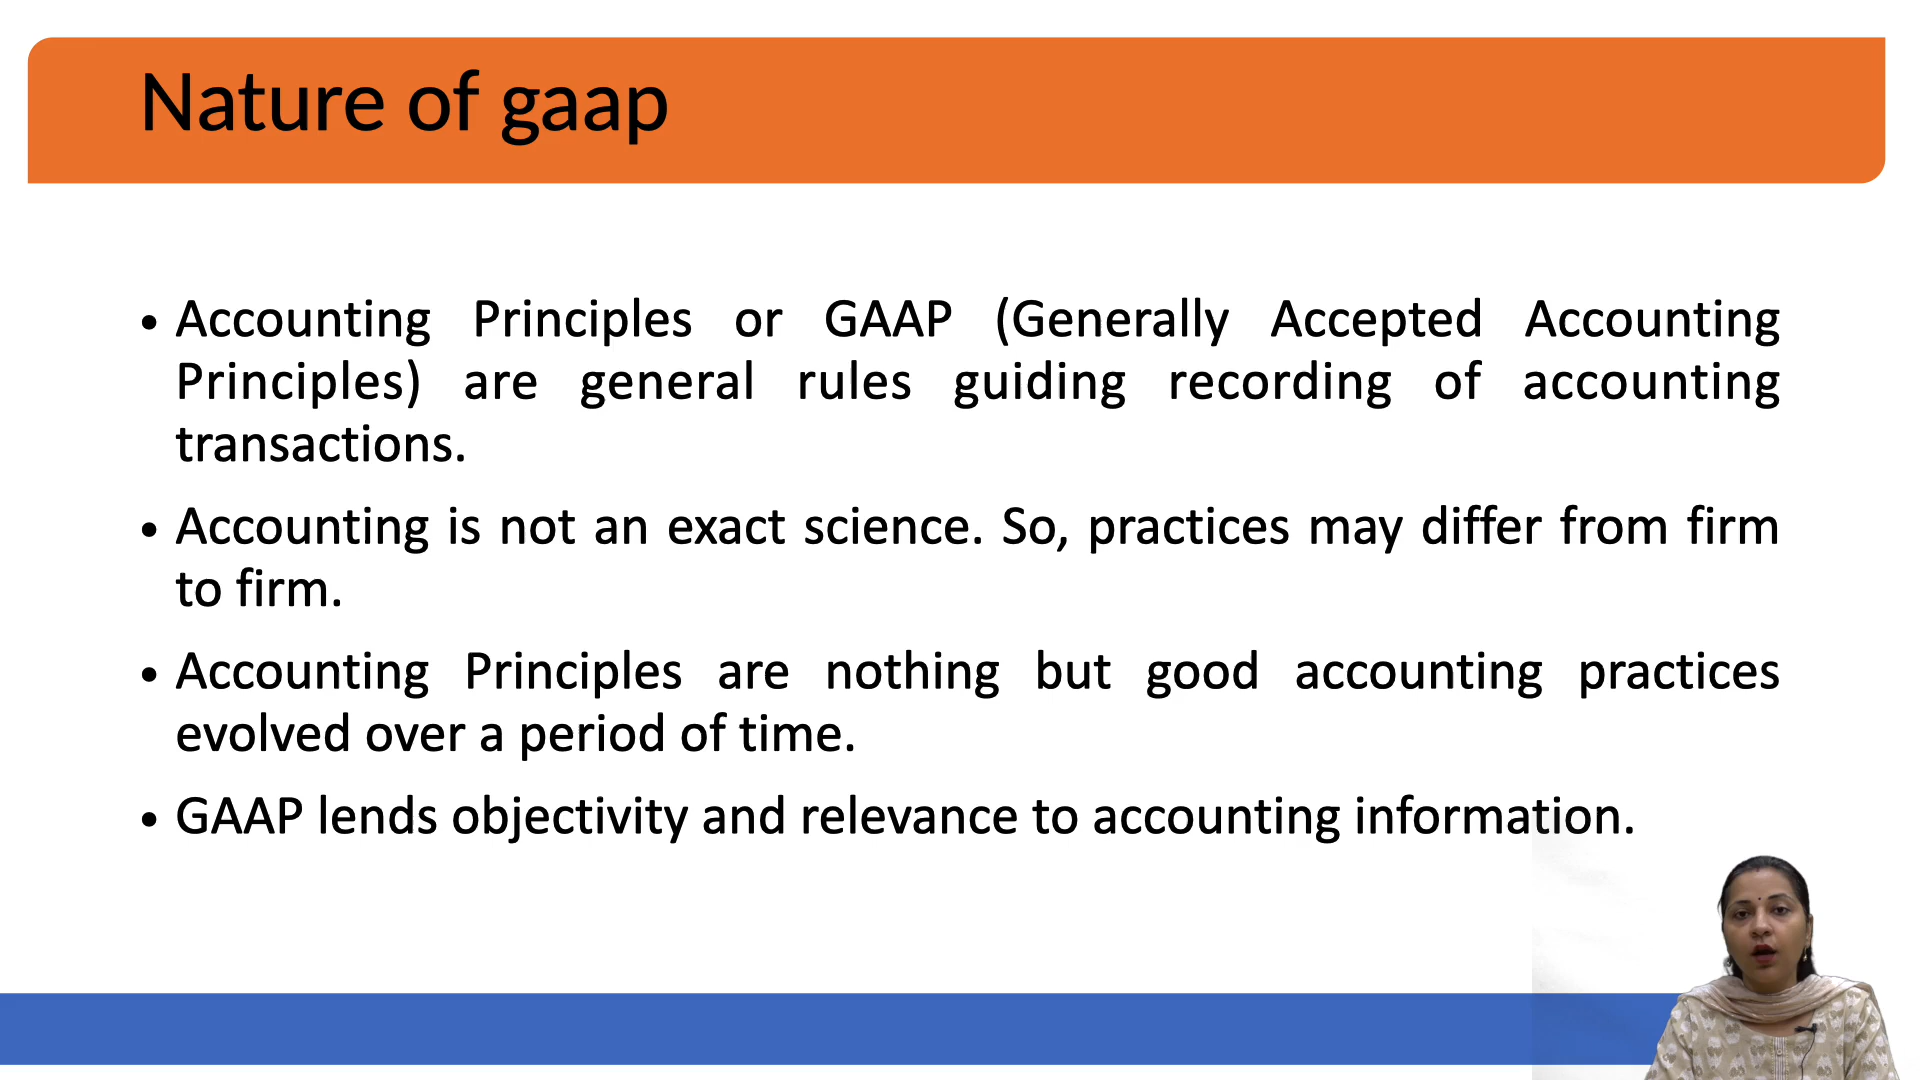 Nature of gaap
• Accounting Principles or GAAP (Generally Accepted Accounting
Principles) are general rules guiding recording of accounting
transactions.
• Accounting is not an exact science. So, practices may differ from firm
to firm.
• Accounting Principles are nothing but good accounting practices
evolved over a period of time.
• GAAP lends objectivity and relevance to accounting information.